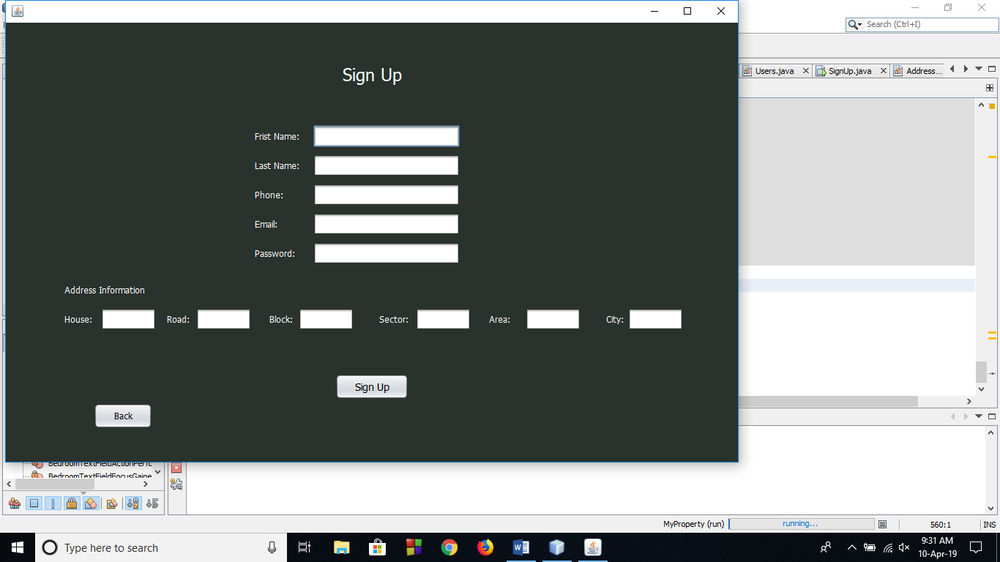 Search (Ctrl+I)
Users.java
SignUp.java
Address...
Sign Up
Frist Name:
Last Name:
Phone:
Email:
Password:
Address Information
House: Road: Block: Sector: Area: City:
Sign Up
Back
BedroomTextFieldActionPerfc
BedroomTextFieldFocusGaine
MyProperty (run) running... 560:1 INS
Type here to search
9:31 AM
10-Apr-19